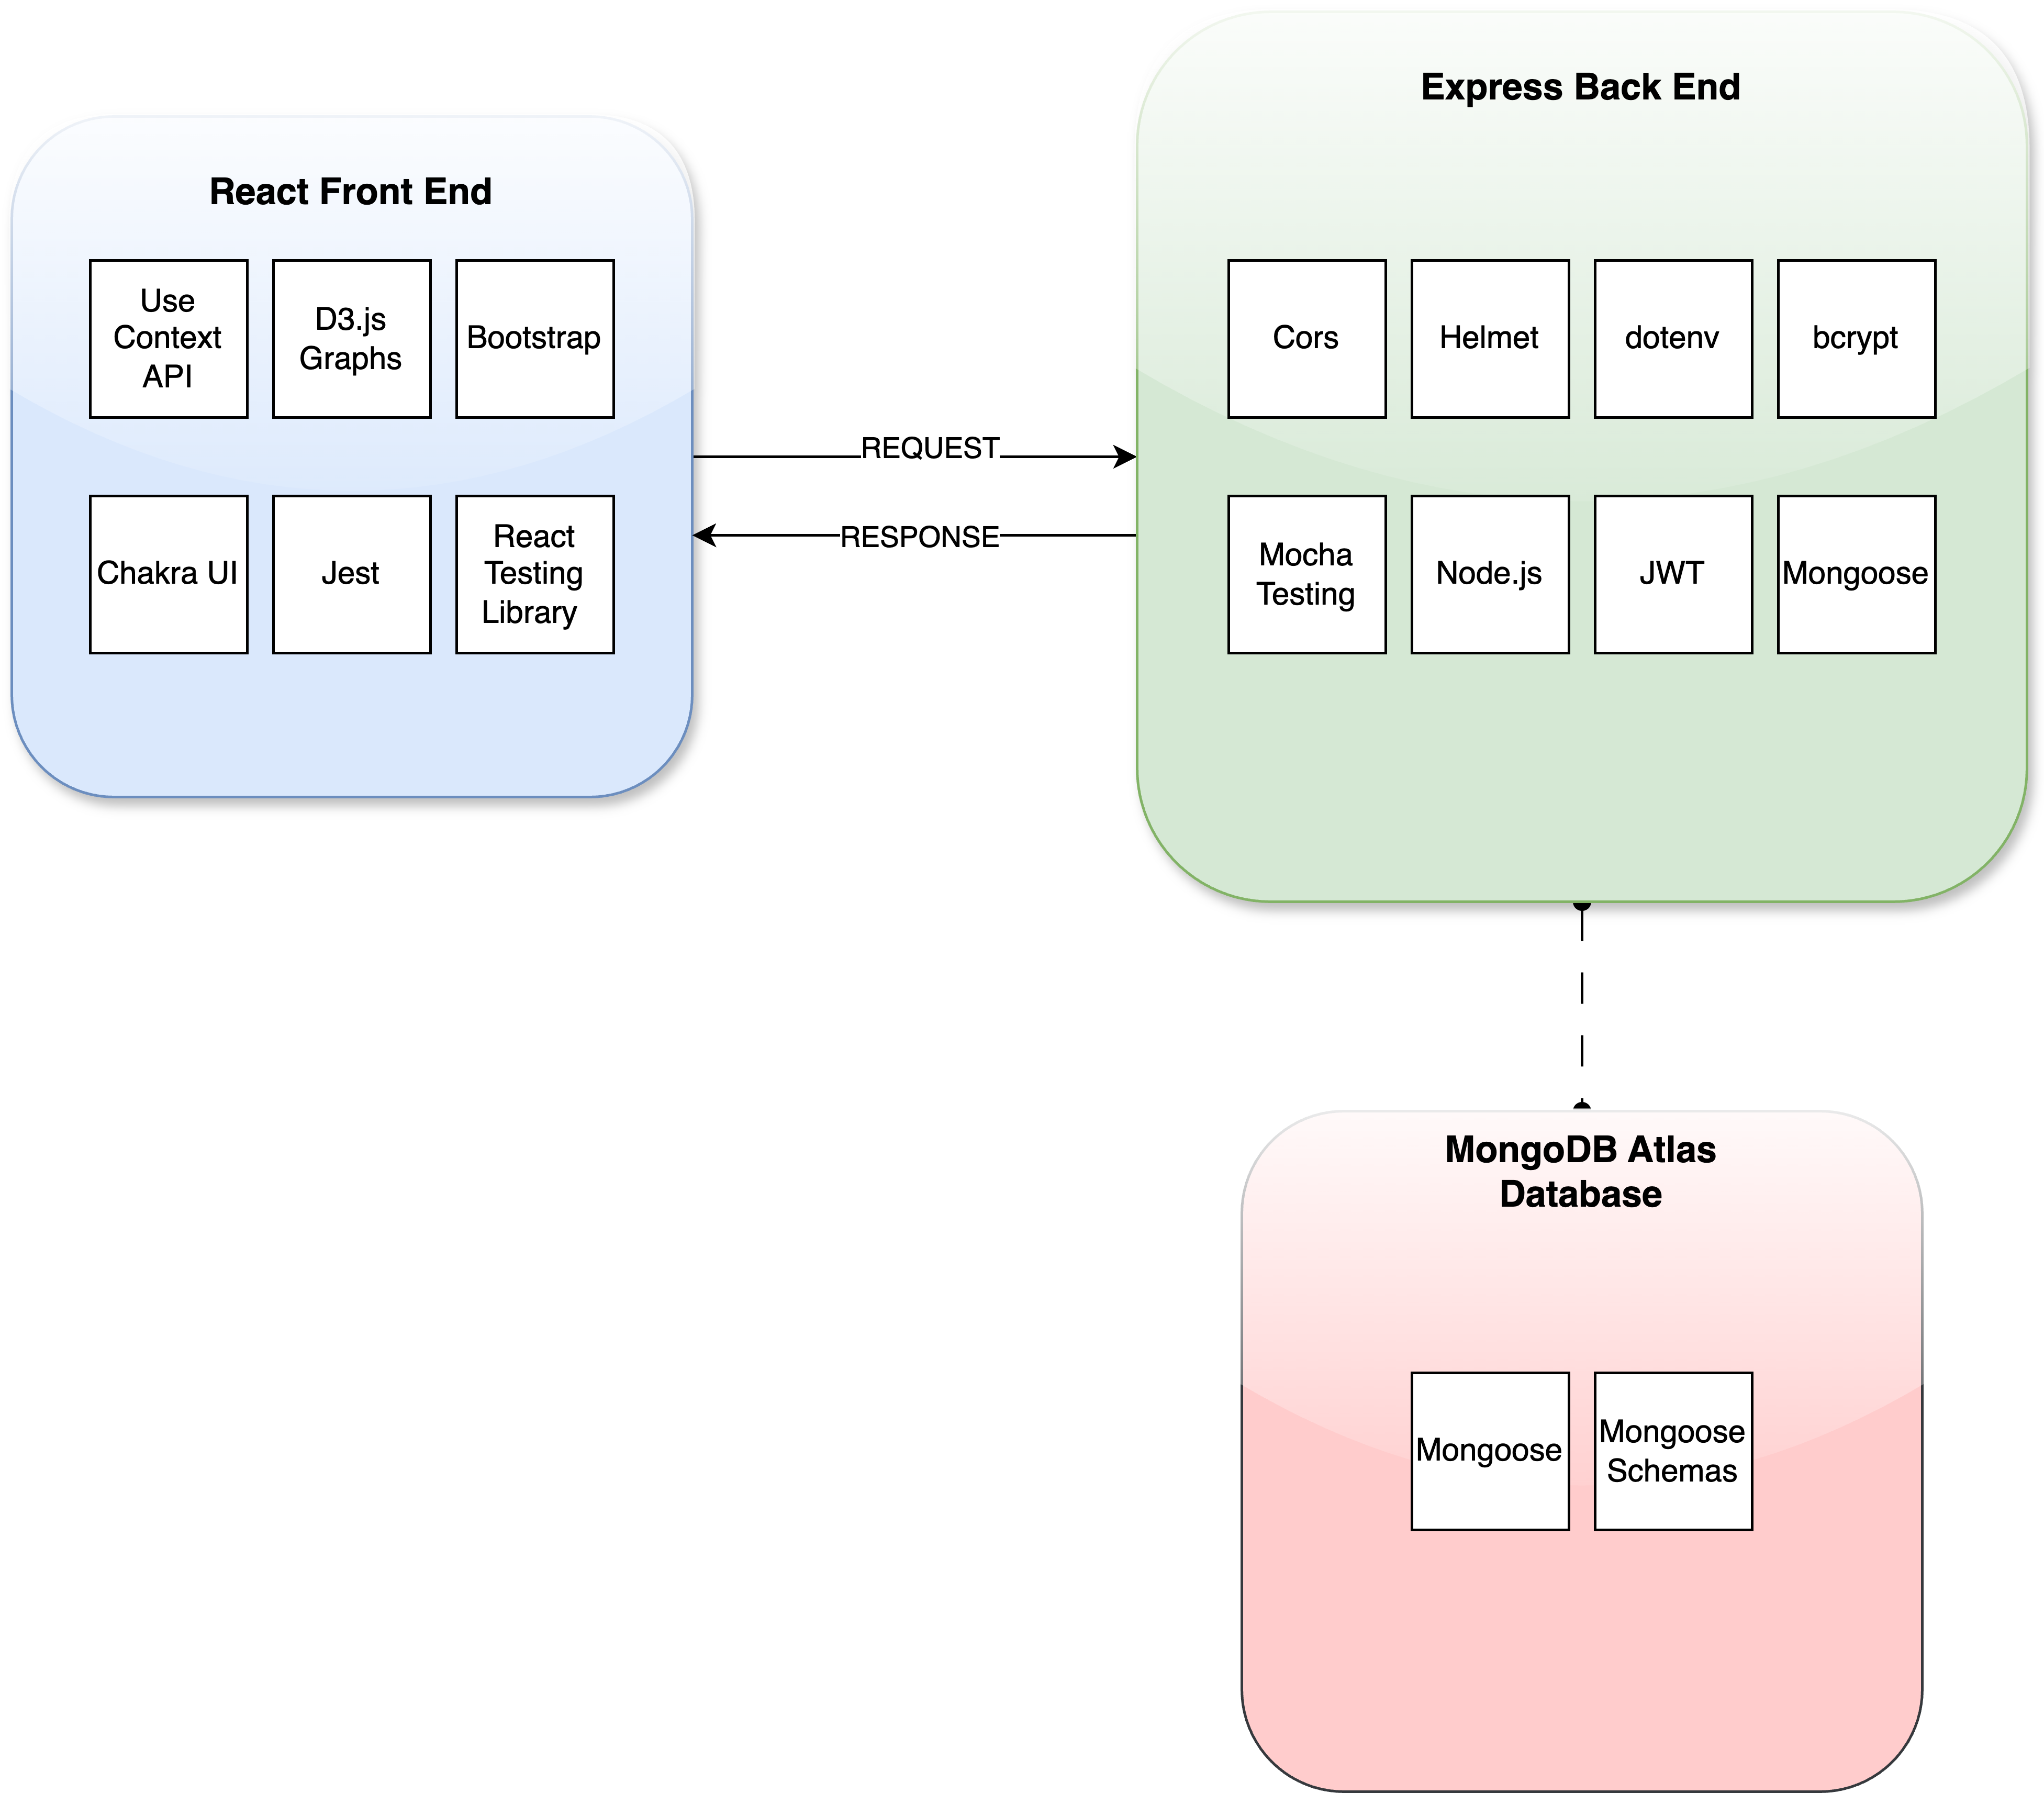 Express Back End
React Front End
Use
Context
API
D3.js
Graphs
Bootstrap
Cors
Helmet
dotenv
bcrypt
REQUEST
RESPONSE
Chakra UI
Jest
React
Testing
Library
Mocha
Testing
Node.js
JWT
Mongoose
MongoDB Atlas
Database
Mongoose
Mongoose
Schemas